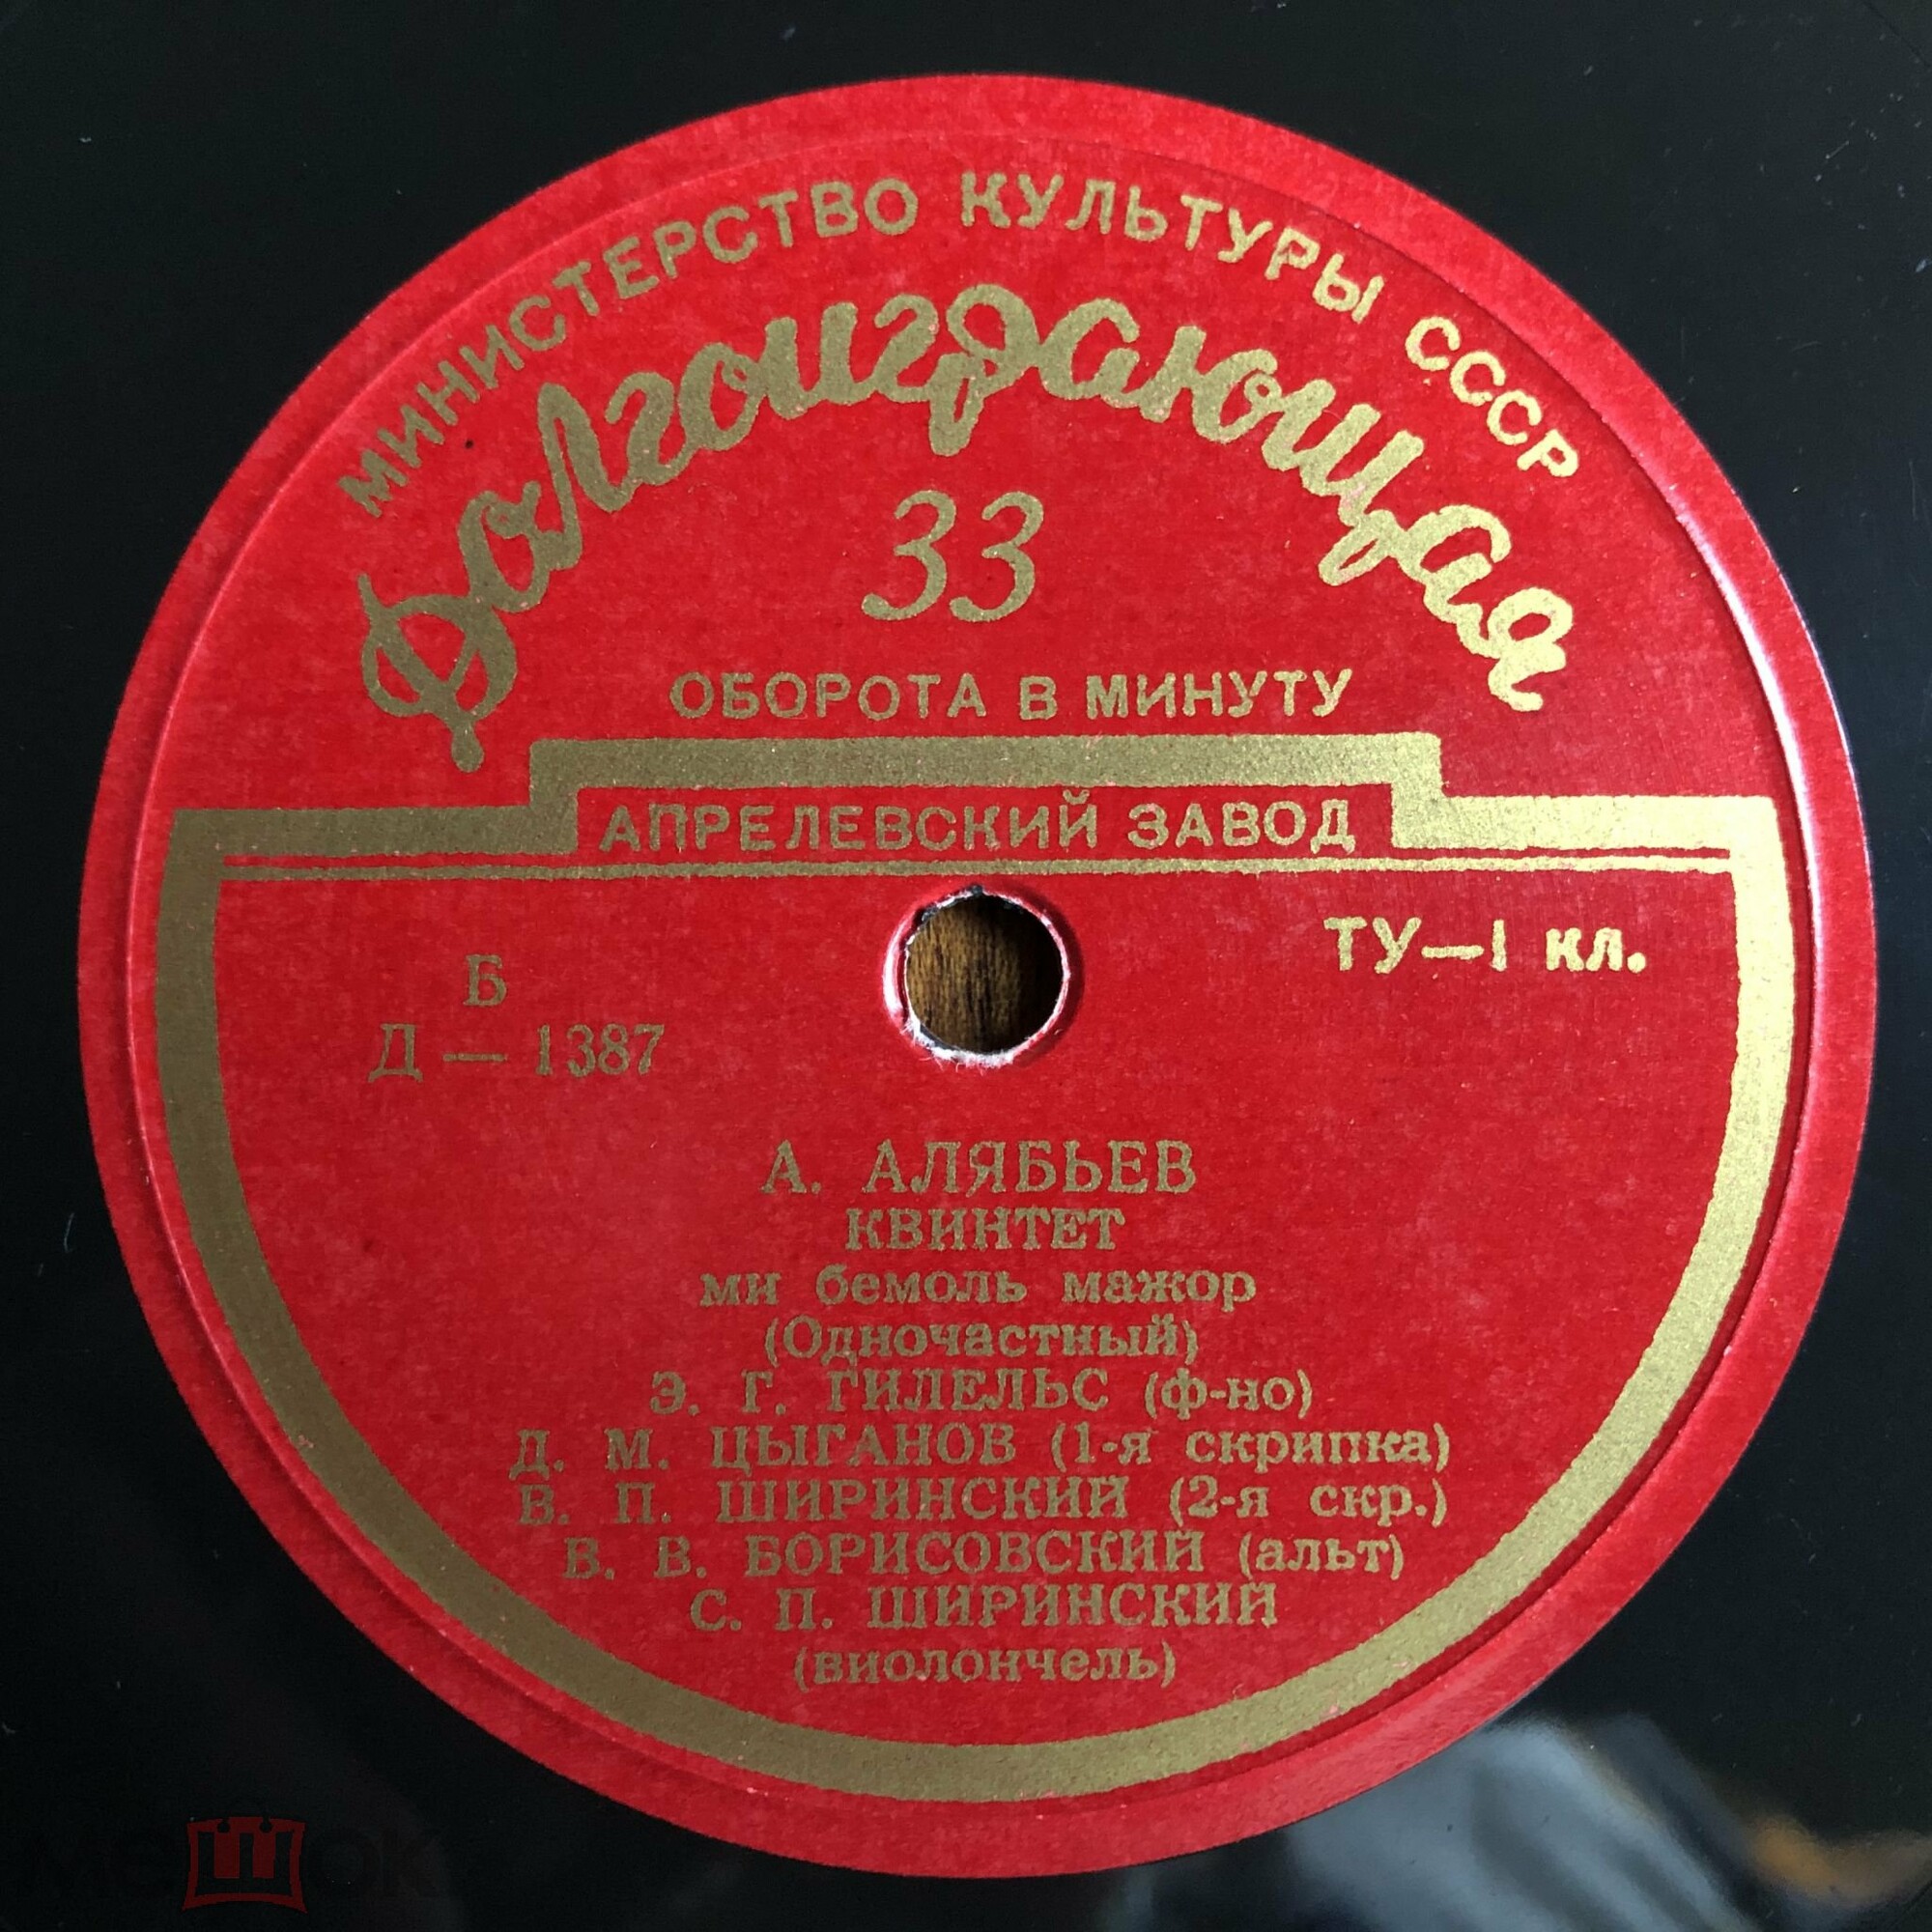 МИНИСТЕРСТВО КУЛЬТУРЫ СССР
Долгоиграющая
33
ОБОРОТА В МИНУТУ
АПРЕЛЕВСКИЙ ЗАВОД
ТУ—I кл.
Б
Д — 1387
А. АЛЯБЬЕВ
КВИНТЕТ
ми бемоль мажор
(Одночастный)
Э. Г. ГИЛЕЛЬС (ф-но)
Д. М. ЦЫГАНОВ (1-я скрипка)
В. П. ШИРИНСКИЙ (2-я скр.)
В. В. БОРИСОВСКИЙ (альт)
С. П. ШИРИНСКИЙ
(виолончель)
мешок